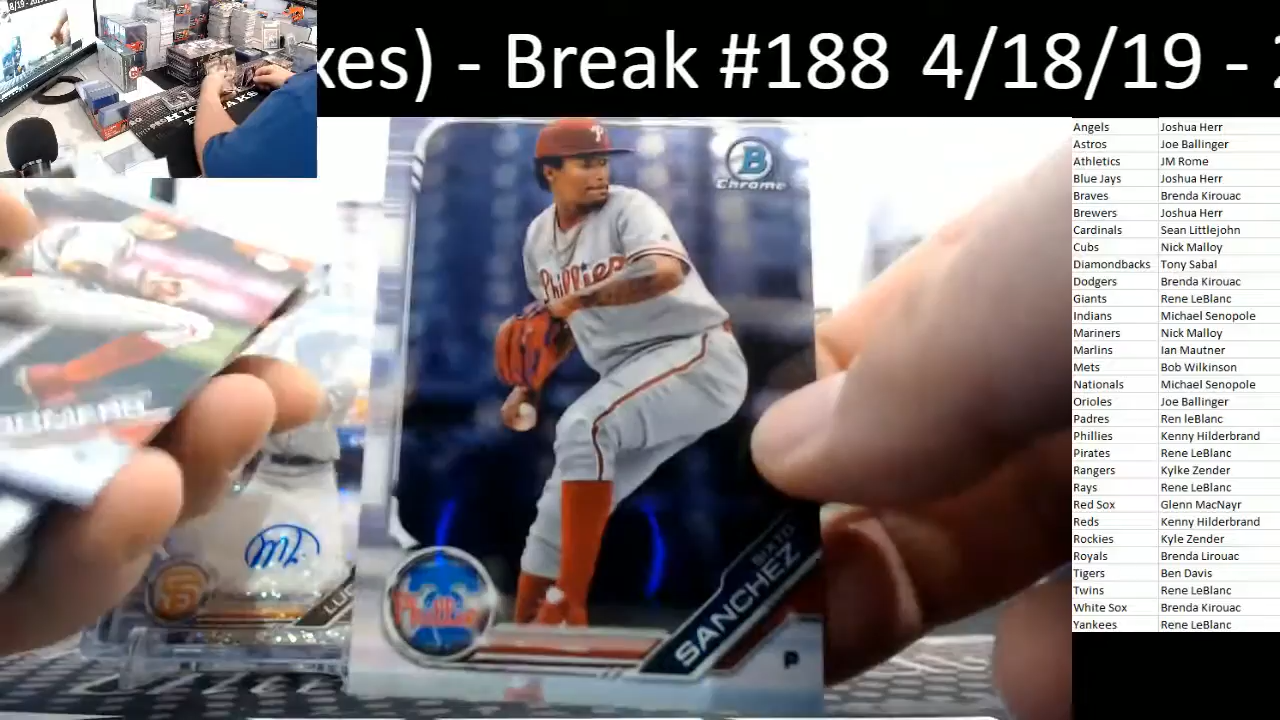 xes) - Break #188 4/18/19 -
Angels Joshua Herr
Astros Joe Ballinger
Athletics JM Rome
Blue Jays Joshua Herr
Braves Brenda Kirouac
Brewers Joshua Herr
Cardinals Sean Littlejohn
Cubs Nick Malloy
Diamondbacks Tony Sabal
Dodgers Brenda Kirouac
Giants Rene LeBlanc
Indians Michael Senopole
Mariners Nick Malloy
Marlins Ian Mautner
Mets Bob Wilkinson
Nationals Michael Senopole
Orioles Joe Ballinger
Padres Ren leBlanc
Phillies Kenny Hilderbrand
Pirates Rene LeBlanc
Rangers Kylke Zender
Rays Rene LeBlanc
Red Sox Glenn MacNayr
Reds Kenny Hilderbrand
Rockies Kyle Zender
Royals Brenda Lirouac
Tigers Ben Davis
Twins Rene LeBlanc
White Sox Brenda Kirouac
Yankees Rene LeBlanc
P
B
Chrome
Phillies
Phillies
SIXTO
SANCHEZ
P
SF